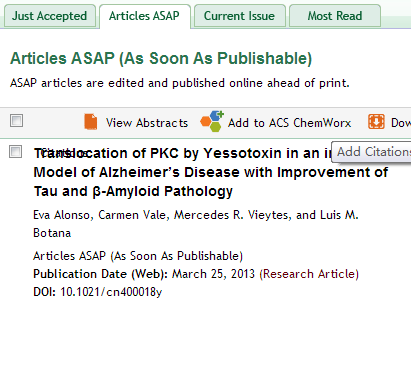 Just Accepted
Articles ASAP
Current Issue
Most Read
Articles ASAP (As Soon As Publishable)
ASAP articles are edited and published online ahead of print.
View Abstracts
Add to ACS ChemWorx
Dow
Add Citations
Translocation of PKC by Yessotoxin in an in
Model of Alzheimer's Disease with Improvement of
Tau and β-Amyloid Pathology
Eva Alonso, Carmen Vale, Mercedes R. Vieytes, and Luis M.
Botana
Articles ASAP (As Soon As Publishable)
Publication Date (Web): March 25, 2013 (Research Article)
DOI: 10.1021/cn400018y